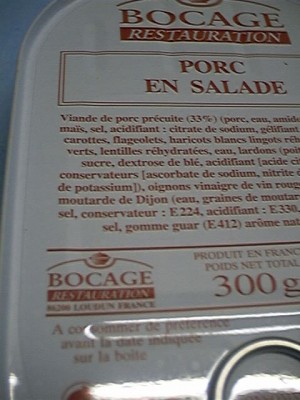 BOCAGE
RESTAURATION
PORC
EN SALADE
Viande de porc précuite (33%) (porc, eau, amido
maïs, sel, acidifiant : citrate de sodium, gélifiant
carottes, flageolets, haricots blancs lingots réh
verts, lentilles réhydratées, eau, lardons (poit
sucre, dextrose de blé, acidifiant [acide cit
conservateurs [ascorbate de sodium, nitrite d
de potassium]), oignons vinaigre de vin roug
moutarde de Dijon (eau, graines de moutar
sel, conservateur : E224, acidifiant : E330,
sel, gomme guar (E412) arôme nat
PRODUIT EN FRANC
POIDS NET TOTAL
300 g
BOCAGE
RESTAURATION
86200 LOUDUN FRANCE
A consommer de préférence
avant la date indiquée
sur la boîte